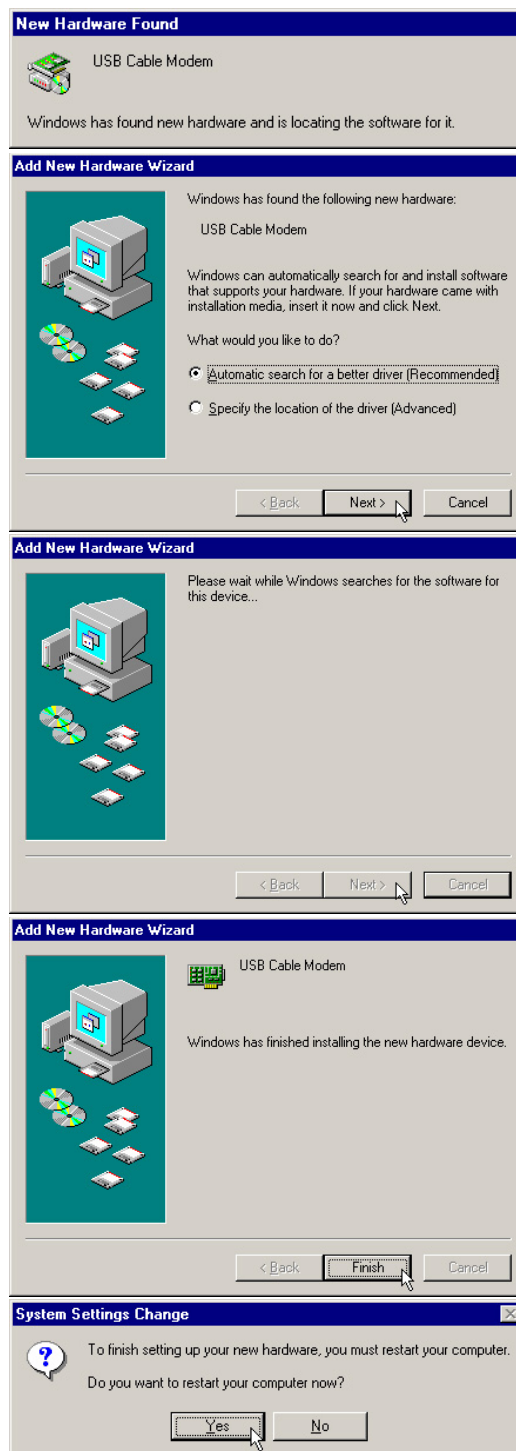 New Hardware Found
USB Cable Modem
Windows has found new hardware and is locating the software for it.
Add New Hardware Wizard
Windows has found the following new hardware:
USB Cable Modem
Windows can automatically search for and install software
that supports your hardware. If your hardware came with
installation media, insert it now and click Next.
What would you like to do?
Automatic search for a better driver (Recommended)
Specify the location of the driver (Advanced)
< Back Next > Cancel
Add New Hardware Wizard
Please wait while Windows searches for the software for
this device...
< Back Next > Cancel
Add New Hardware Wizard
USB Cable Modem
Windows has finished installing the new hardware device.
< Back Finish Cancel
System Settings Change
To finish setting up your new hardware, you must restart your computer.
Do you want to restart your computer now?
Yes No